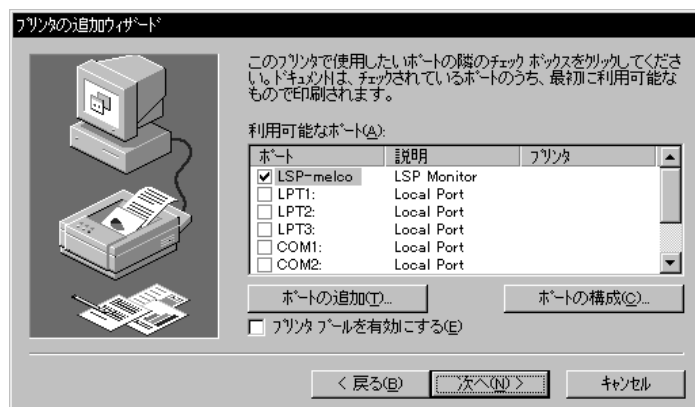 プリンタの追加ウィザード
このプリンタで使用したいポートの隣のチェック ボックスをクリックしてくださ
い。ドキュメントは、チェックされているポートのうち、最初に利用可能な
もので印刷されます。
利用可能なポート(A):
ポート 説明 プリンタ
LSP-melco LSP Monitor
LPT1: Local Port
LPT2: Local Port
LPT3: Local Port
COM1: Local Port
COM2: Local Port
ポートの追加(T)... ポートの構成(C)...
プリンタ プールを有効にする(E)
< 戻る(B) 次へ(N) > キャンセル